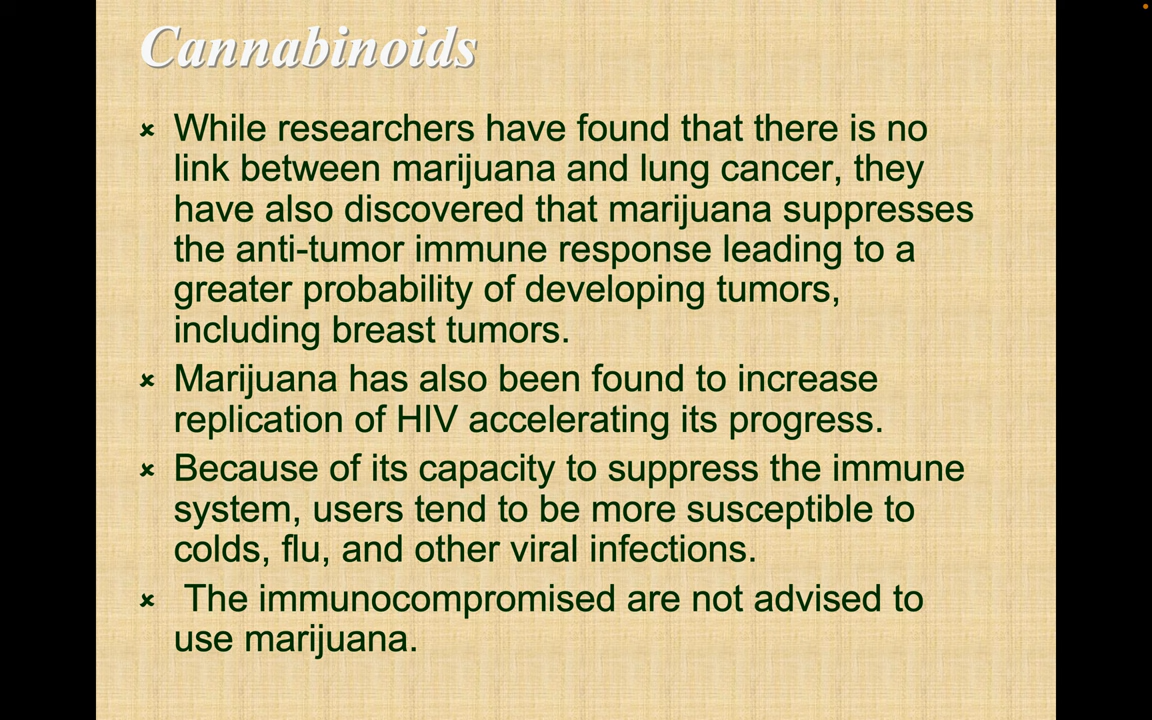 Cannabinoids
While researchers have found that there is no
link between marijuana and lung cancer, they
have also discovered that marijuana suppresses
the anti-tumor immune response leading to a
greater probability of developing tumors,
including breast tumors.
Marijuana has also been found to increase
replication of HIV accelerating its progress.
Because of its capacity to suppress the immune
system, users tend to be more susceptible to
colds, flu, and other viral infections.
The immunocompromised are not advised to
use marijuana.